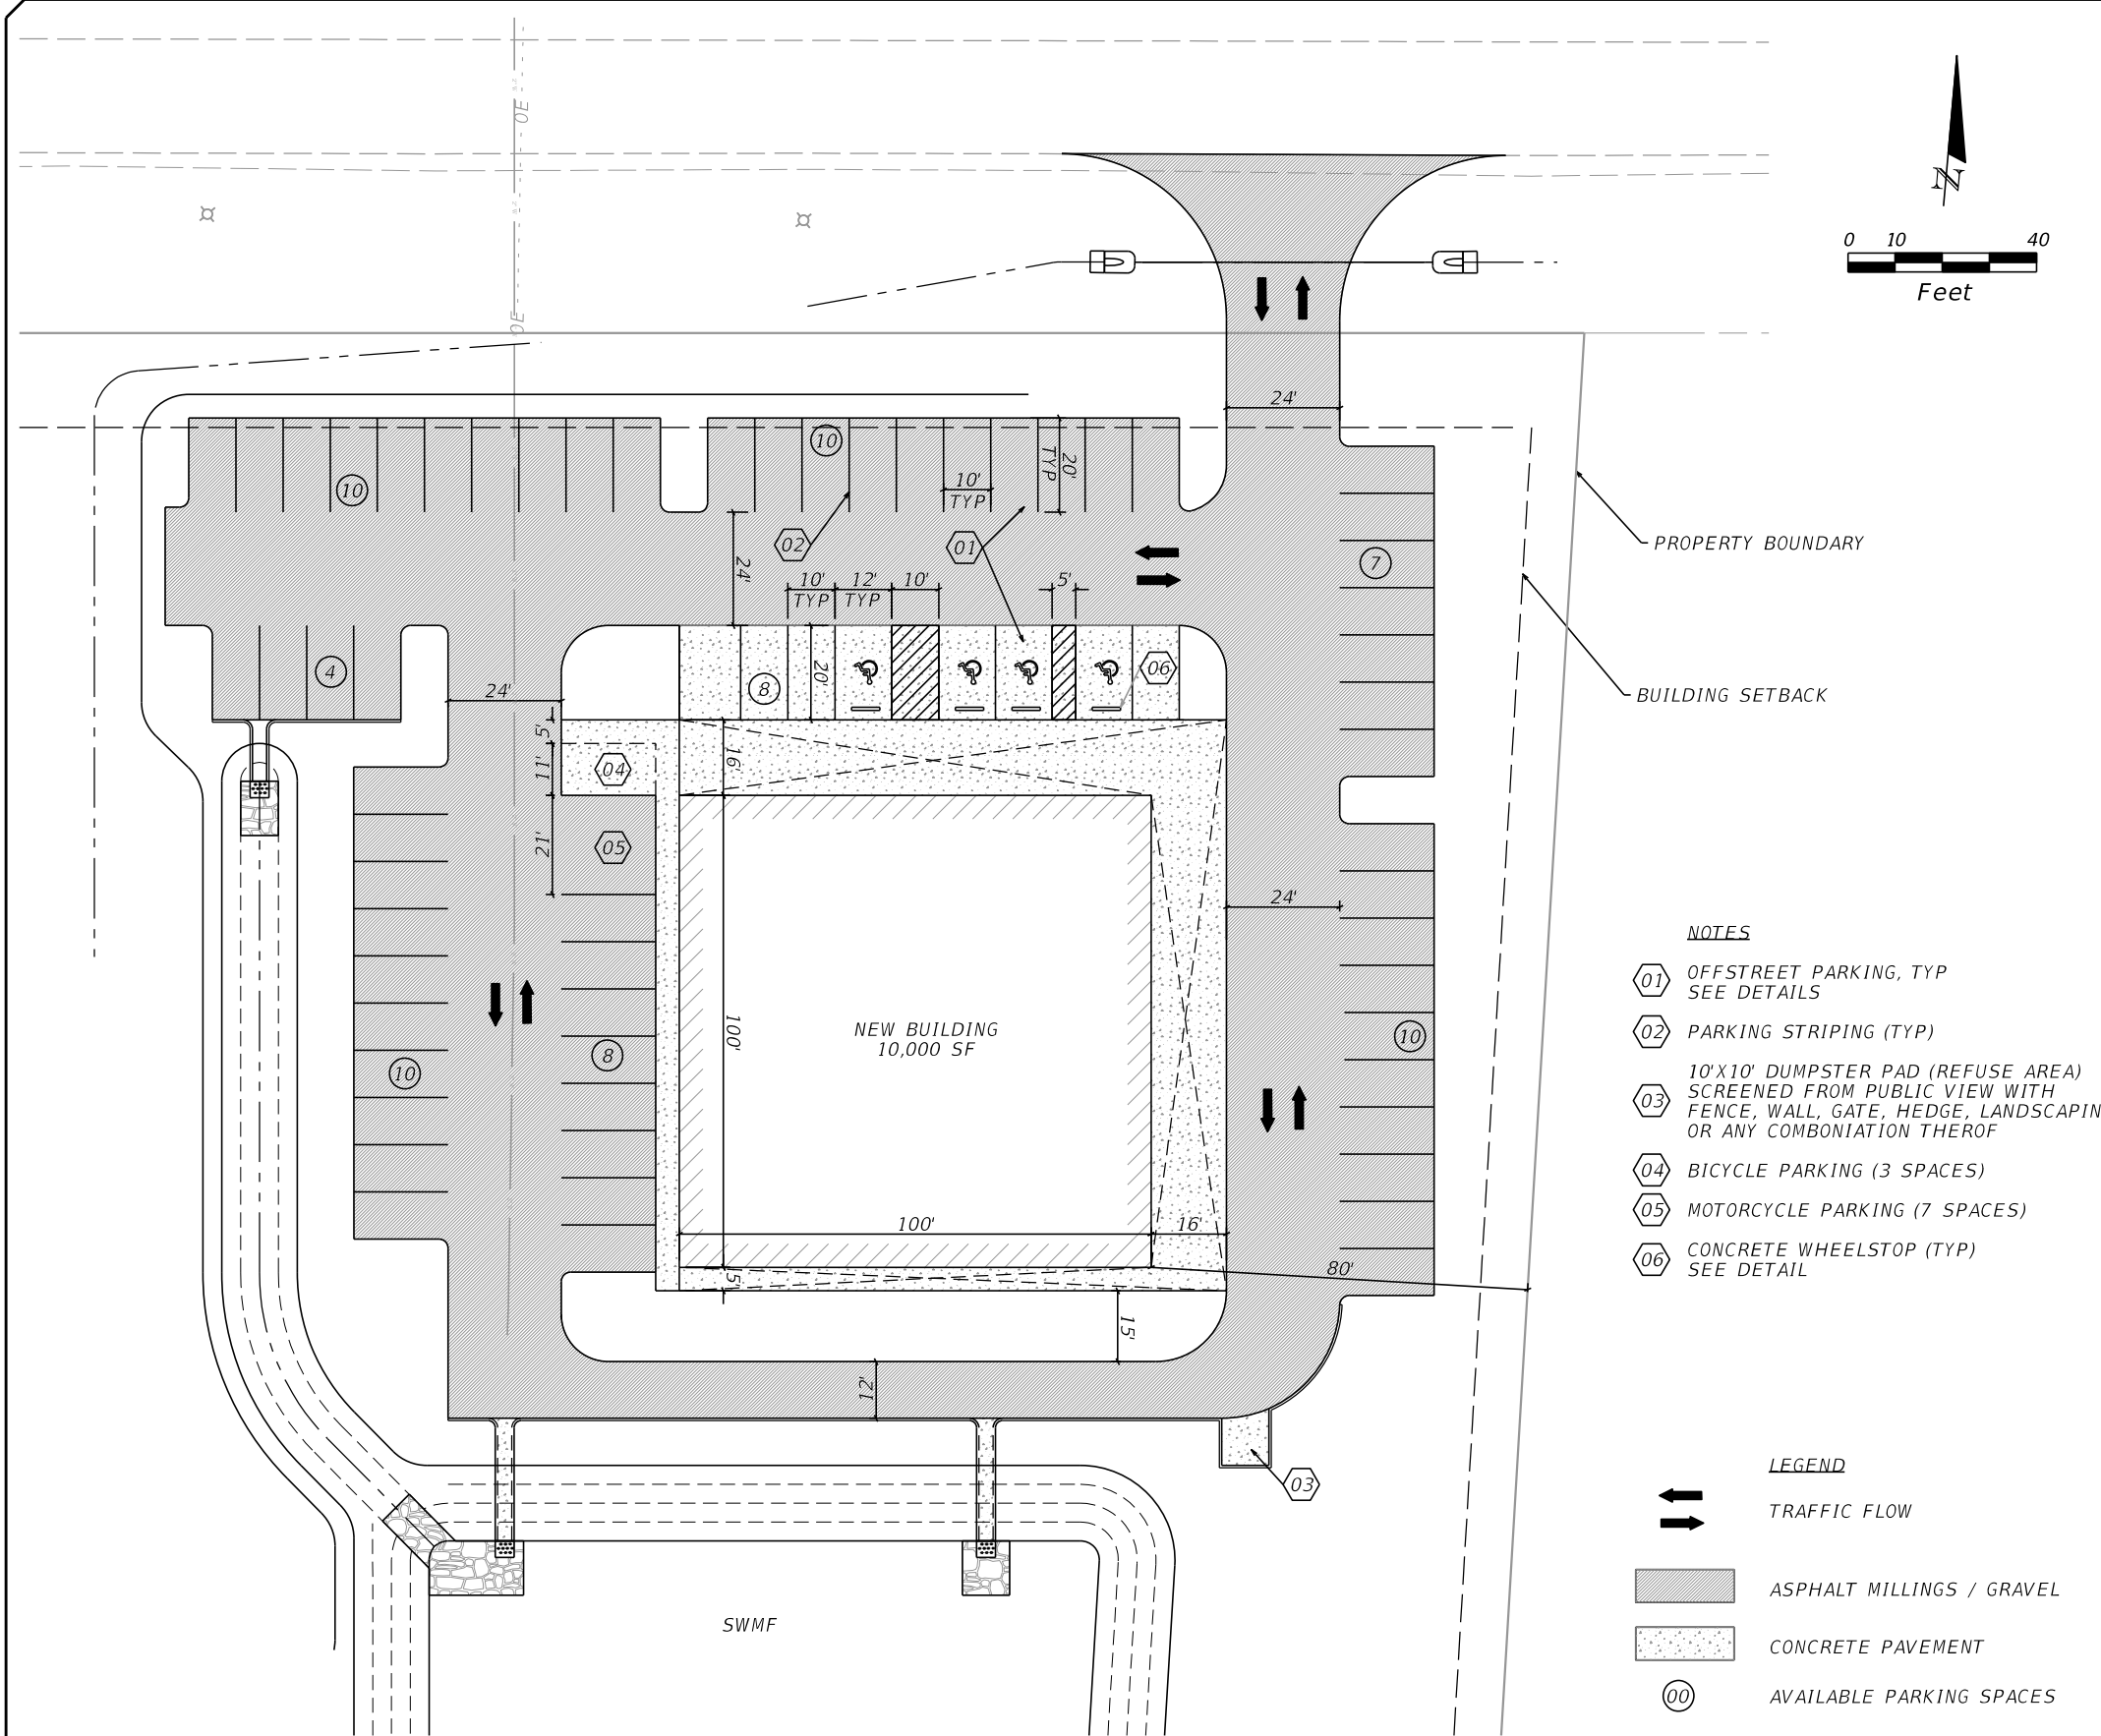 OE
OE
N
0 10 40
Feet
24'
10
10
20'
TYP
10'
TYP
02
01
24'
10'
TYP
12'
TYP
10'
5'
7
PROPERTY BOUNDARY
4
8
20'
06
24'
BUILDING SETBACK
5'
11'
04
16'
21'
05
24'
100'
NEW BUILDING
10,000 SF
10
8
10
100'
16'
5'
80'
15'
12'
03
SWMF
NOTES
01
OFFSTREET PARKING, TYP
SEE DETAILS
02
PARKING STRIPING (TYP)
03
10'X10' DUMPSTER PAD (REFUSE AREA)
SCREENED FROM PUBLIC VIEW WITH
FENCE, WALL, GATE, HEDGE, LANDSCAPIN
OR ANY COMBONIATION THEROF
04
BICYCLE PARKING (3 SPACES)
05
MOTORCYCLE PARKING (7 SPACES)
06
CONCRETE WHEELSTOP (TYP)
SEE DETAIL
LEGEND
TRAFFIC FLOW
ASPHALT MILLINGS / GRAVEL
CONCRETE PAVEMENT
00
AVAILABLE PARKING SPACES